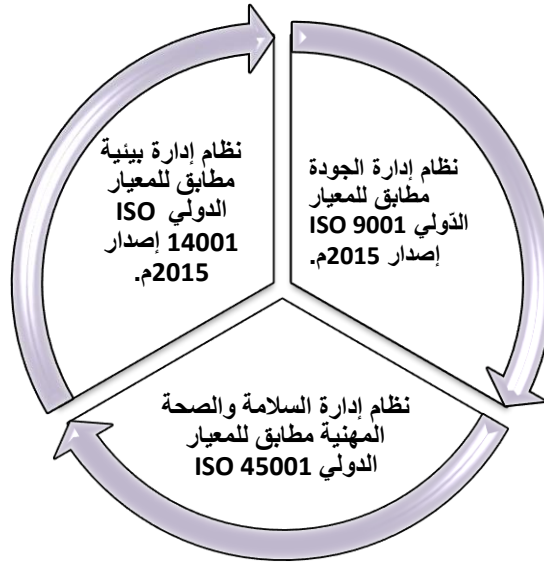 نظام إدارة الجودة
مطابق للمعيار
الدّولي ISO 9001
إصدار 2015م.
نظام إدارة بيئية
مطابق للمعيار
الدولي ISO
14001 إصدار
2015م.
نظام إدارة السلامة والصحة
المهنية مطابق للمعيار
الدولي ISO 45001